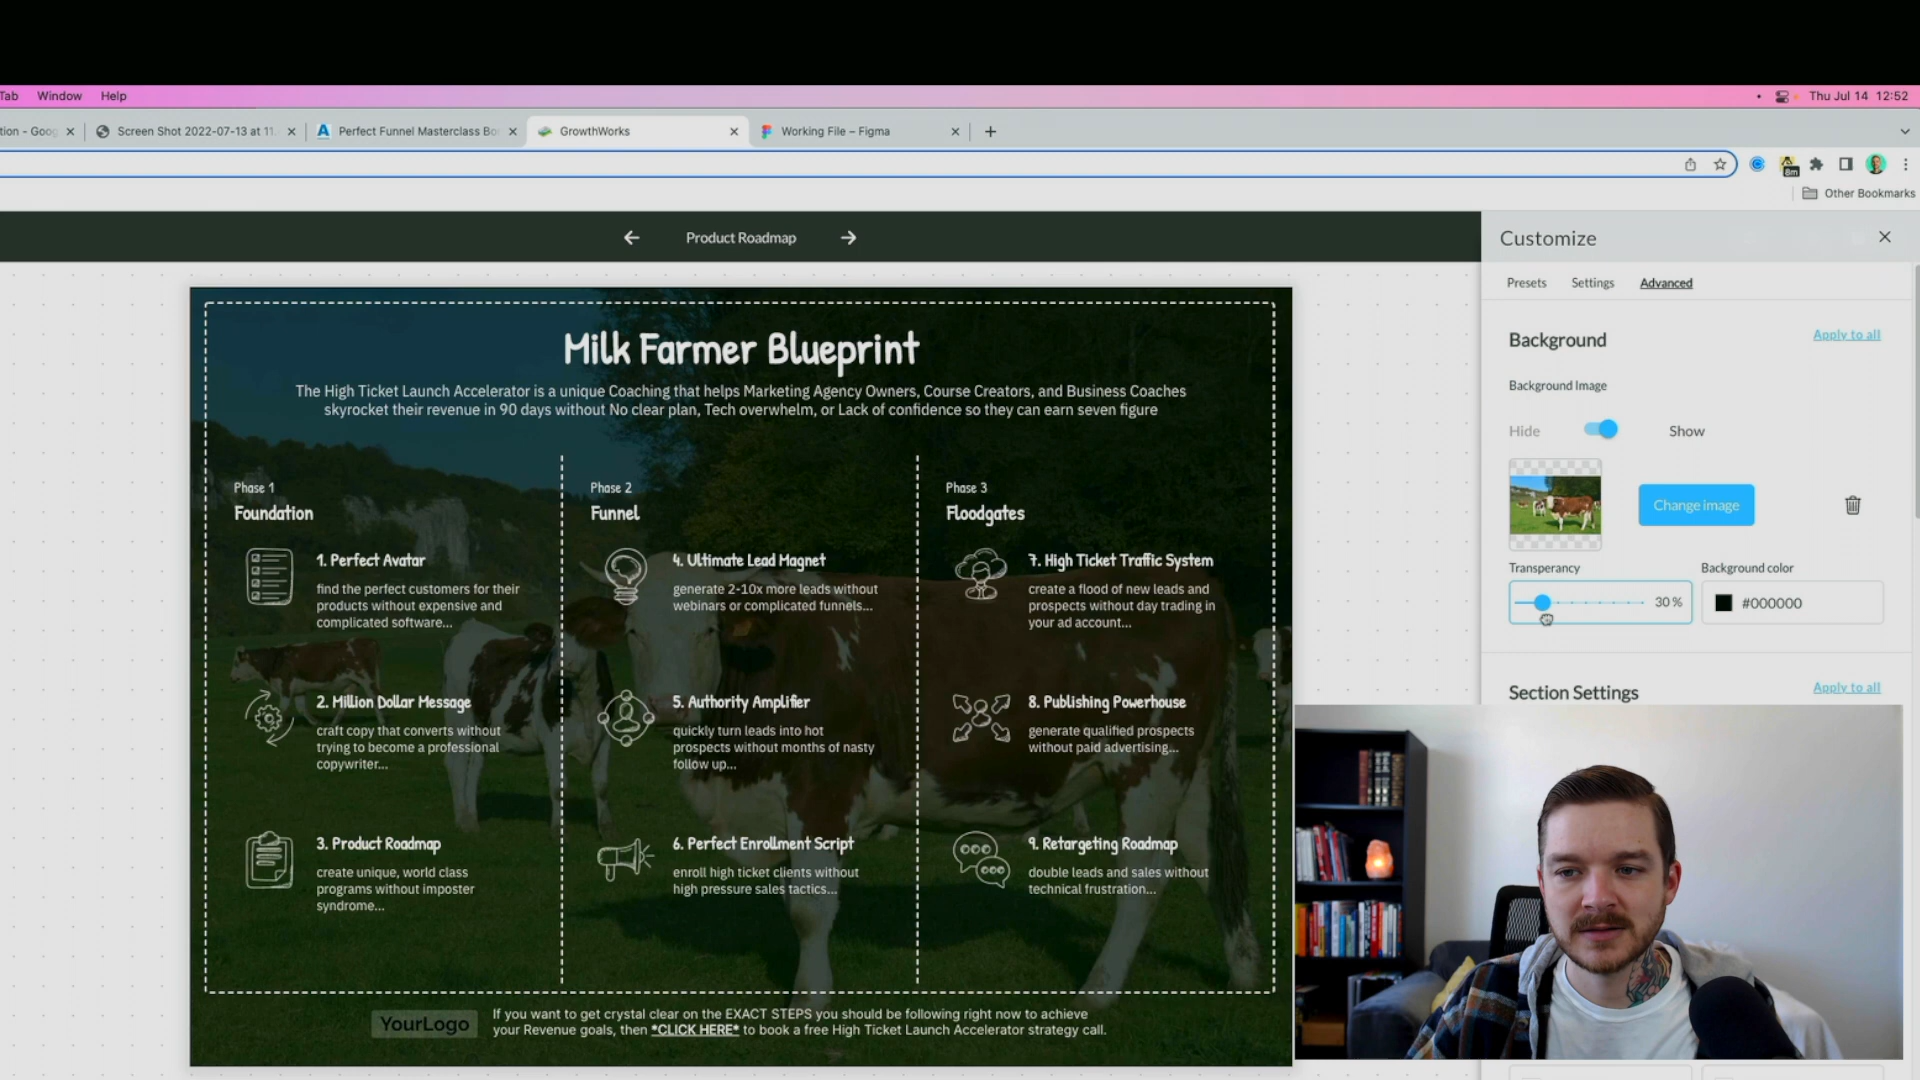 Tab Window Help
Thu Jul 14 12:52
tion - Goog
Screen Shot 2022-07-13 at 11.
Perfect Funnel Masterclass Bo
GrowthWorks
Working File – Figma
8m
Other Bookmarks
Product Roadmap
Customize
Presets Settings Advanced
Background
Apply to all
Background Image
Hide
Show
Change image
Transperancy
Background color
30 %
#000000
Section Settings
Apply to all
Milk Farmer Blueprint
The High Ticket Launch Accelerator is a unique Coaching that helps Marketing Agency Owners, Course Creators, and Business Coaches
skyrocket their revenue in 90 days without No clear plan, Tech overwhelm, or Lack of confidence so they can earn seven figure
Phase 1
Foundation
1. Perfect Avatar
find the perfect customers for their
products without expensive and
complicated software...
2. Million Dollar Message
craft copy that converts without
trying to become a professional
copywriter...
3. Product Roadmap
create unique, world class
programs without imposter
syndrome...
Phase 2
Funnel
4. Ultimate Lead Magnet
generate 2-10x more leads without
webinars or complicated funnels...
5. Authority Amplifier
quickly turn leads into hot
prospects without months of nasty
follow up...
6. Perfect Enrollment Script
enroll high ticket clients without
high pressure sales tactics...
Phase 3
Floodgates
7. High Ticket Traffic System
create a flood of new leads and
prospects without day trading in
your ad account...
8. Publishing Powerhouse
generate qualified prospects
without paid advertising...
9. Retargeting Roadmap
double leads and sales without
technical frustration...
YourLogo
If you want to get crystal clear on the EXACT STEPS you should be following right now to achieve
your Revenue goals, then *CLICK HERE* to book a free High Ticket Launch Accelerator strategy call.